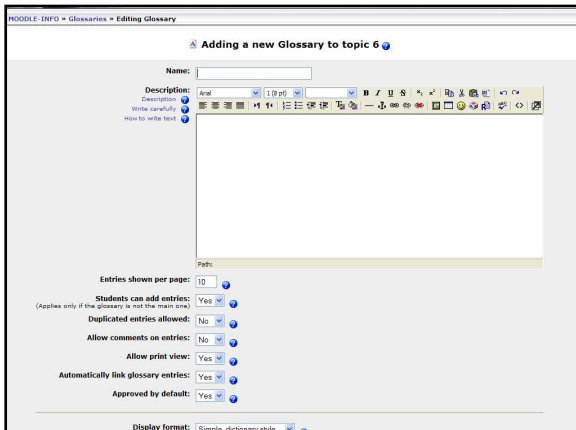 MOODLE-INFO » Glossaries » Editing Glossary
Adding a new Glossary to topic 6
Name:
Description:
Description
Write carefully
How to write text
Arial 1 (8 pt) B I U S
Path:
Entries shown per page: 10
Students can add entries: Yes
(Applies only if the glossary is not the main one)
Duplicated entries allowed: No
Allow comments on entries: No
Allow print view: Yes
Automatically link glossary entries: Yes
Approved by default: Yes
Display format: Simple, dictionary style